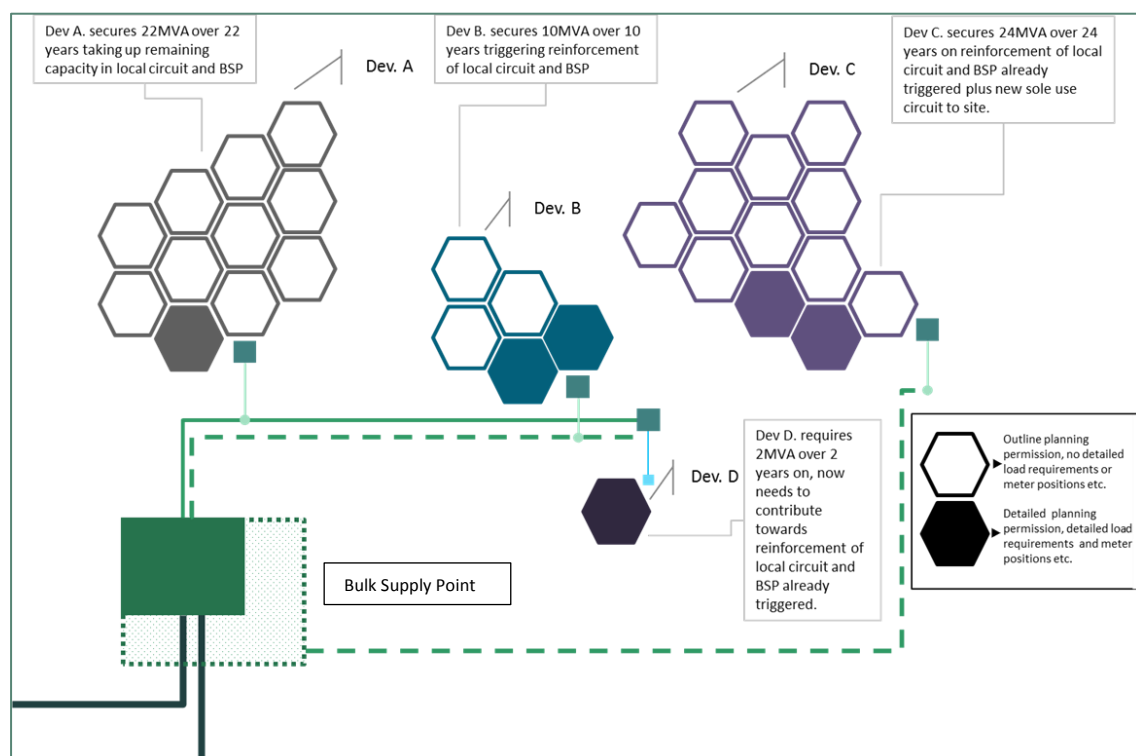 Dev A. secures 22MVA over 22
years taking up remaining
capacity in local circuit and BSP
Dev. A
Dev B. secures 10MVA over 10
years triggering reinforcement
of local circuit and BSP
Dev. B
Dev. C
Dev C. secures 24MVA over 24
years on reinforcement of local
circuit and BSP already
triggered plus new sole use
circuit to site.
Dev D. requires
2MVA over 2
years on, now
needs to
contribute
towards
reinforcement of
local circuit and
BSP already
triggered.
Dev. D
Outline planning
permission, no detailed
load requirements or
meter positions etc.
Detailed planning
permission, detailed load
requirements and meter
positions etc.
Bulk Supply Point